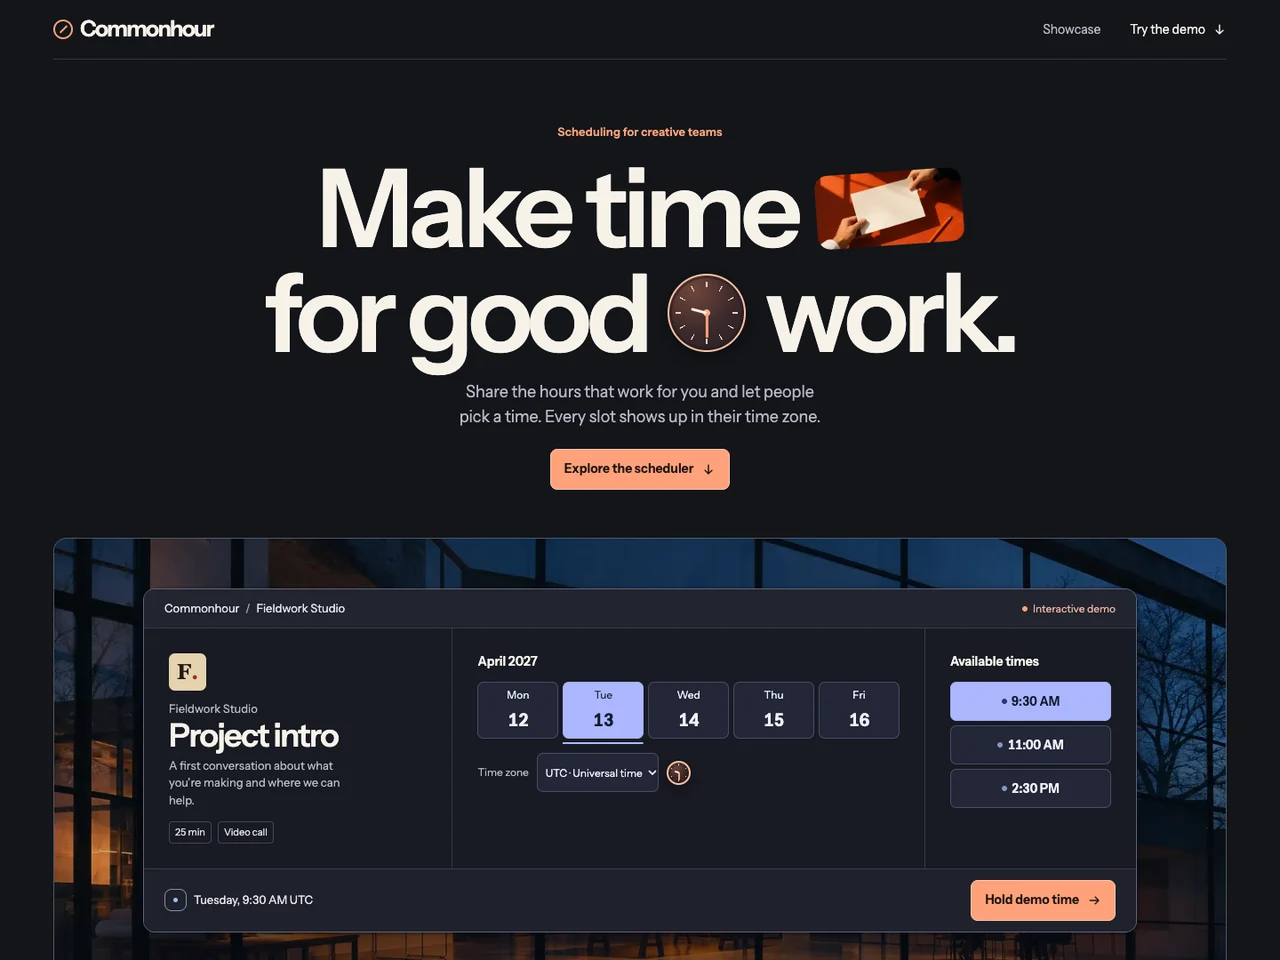 Commonhour
Showcase
Try the demo ↓
Scheduling for creative teams
Make time
for good work.
Share the hours that work for you and let people
pick a time. Every slot shows up in their time zone.
Explore the scheduler ↓
Commonhour / Fieldwork Studio
Interactive demo
F.
Fieldwork Studio
Project intro
A first conversation about what
you're making and where we can
help.
25 min
Video call
April 2027
Mon
12
Tue
13
Wed
14
Thu
15
Fri
16
Time zone
UTC · Universal time
Available times
9:30 AM
11:00 AM
2:30 PM
Tuesday, 9:30 AM UTC
Hold demo time →